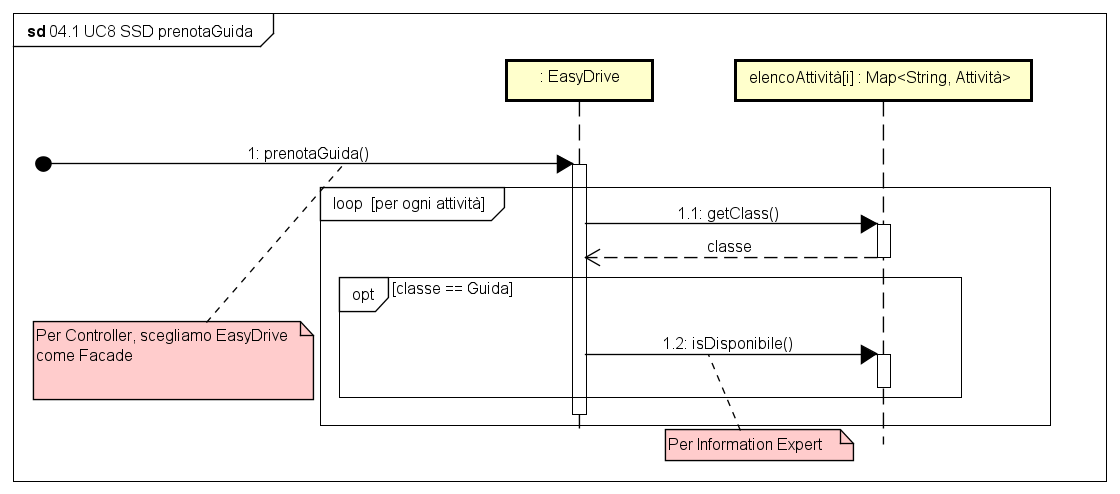 sd 04.1 UC8 SSD prenotaGuida
: EasyDrive
elencoAttività[i] : Map<String, Attività>
1: prenotaGuida()
loop [per ogni attività]
1.1: getClass()
classe
opt
[classe == Guida]
Per Controller, scegliamo EasyDrive
come Facade
1.2: isDisponibile()
Per Information Expert